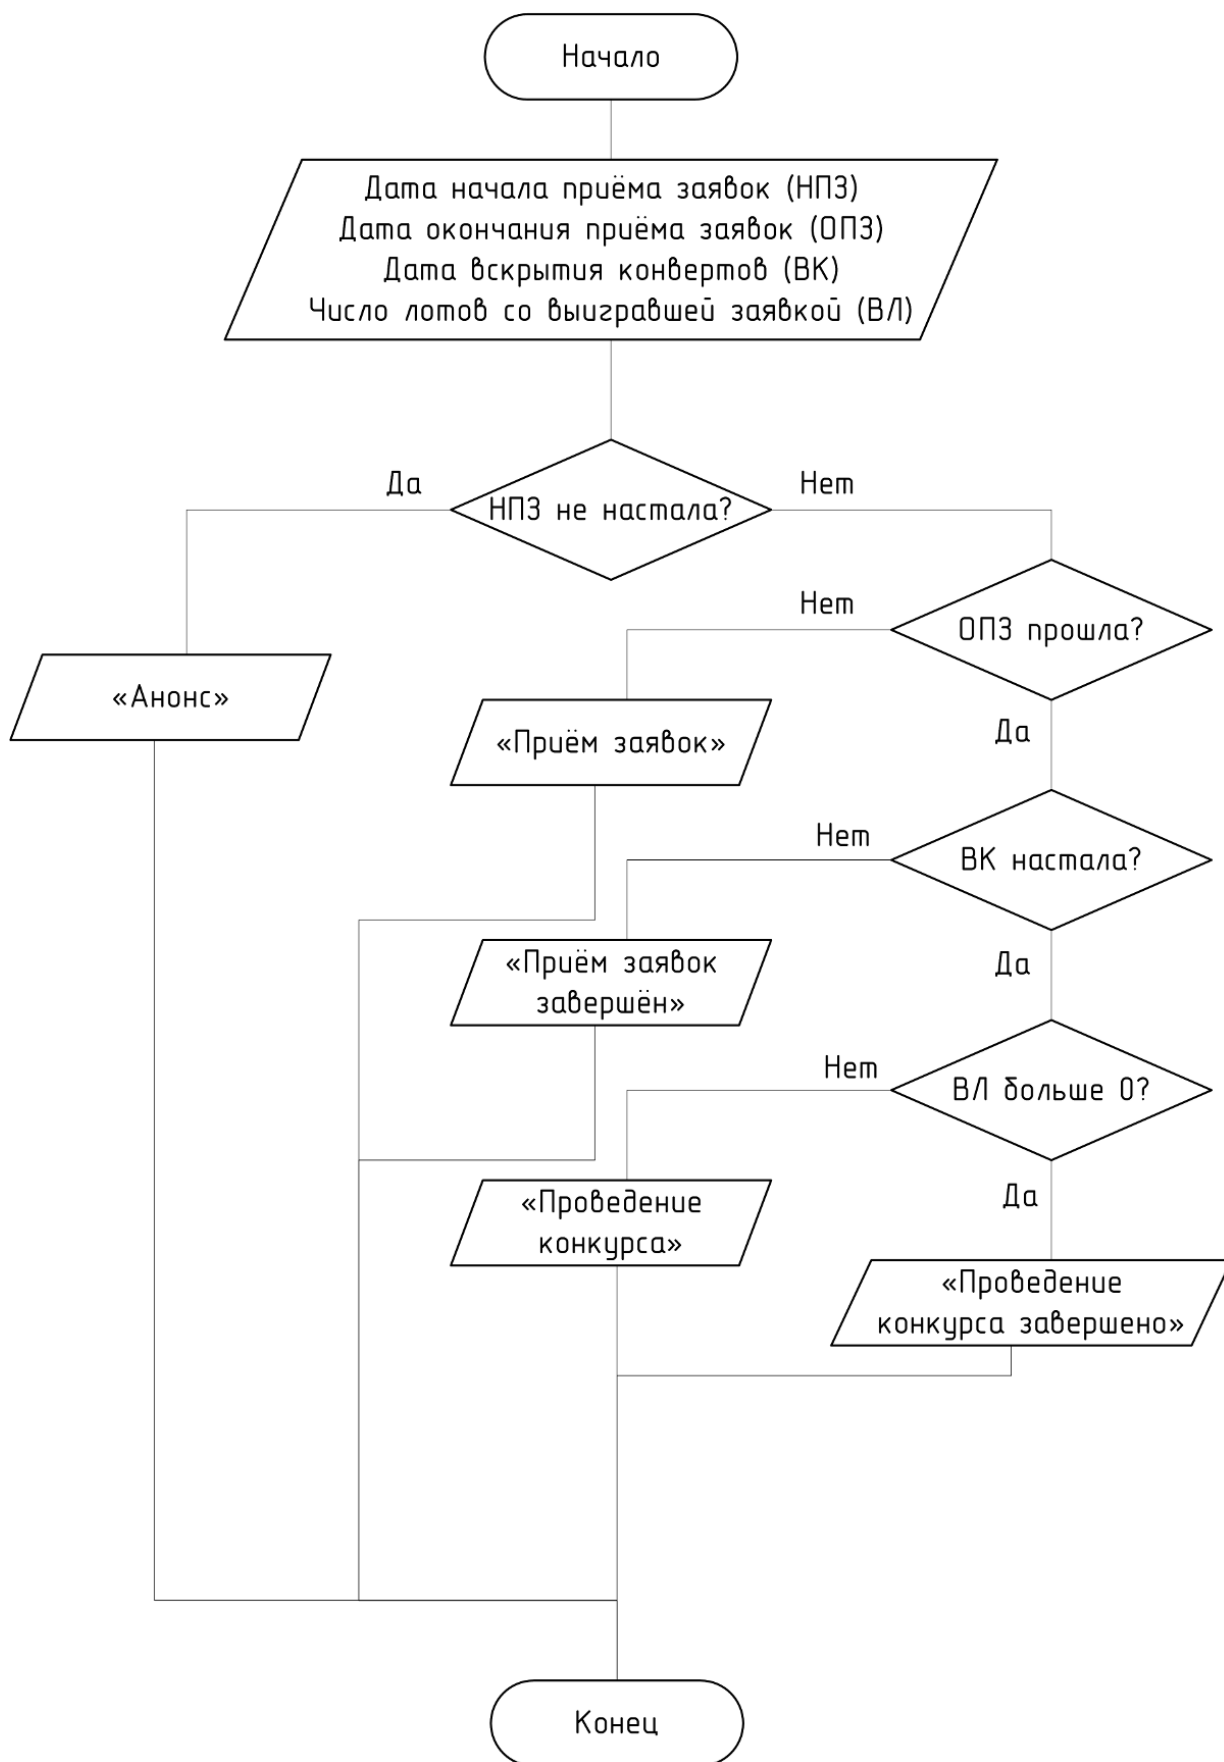 Начало
Дата начала приёма заявок (НПЗ)
Дата окончания приёма заявок (ОПЗ)
Дата вскрытия конвертов (ВК)
Число лотов со выигравшей заявкой (ВЛ)
Да
Нет
НПЗ не настала?
Нет
ОПЗ прошла?
«Анонс»
«Приём заявок»
Да
Нет
ВК настала?
«Приём заявок
завершён»
Да
Нет
ВЛ больше 0?
«Проведение
конкурса»
Да
«Проведение
конкурса завершено»
Конец